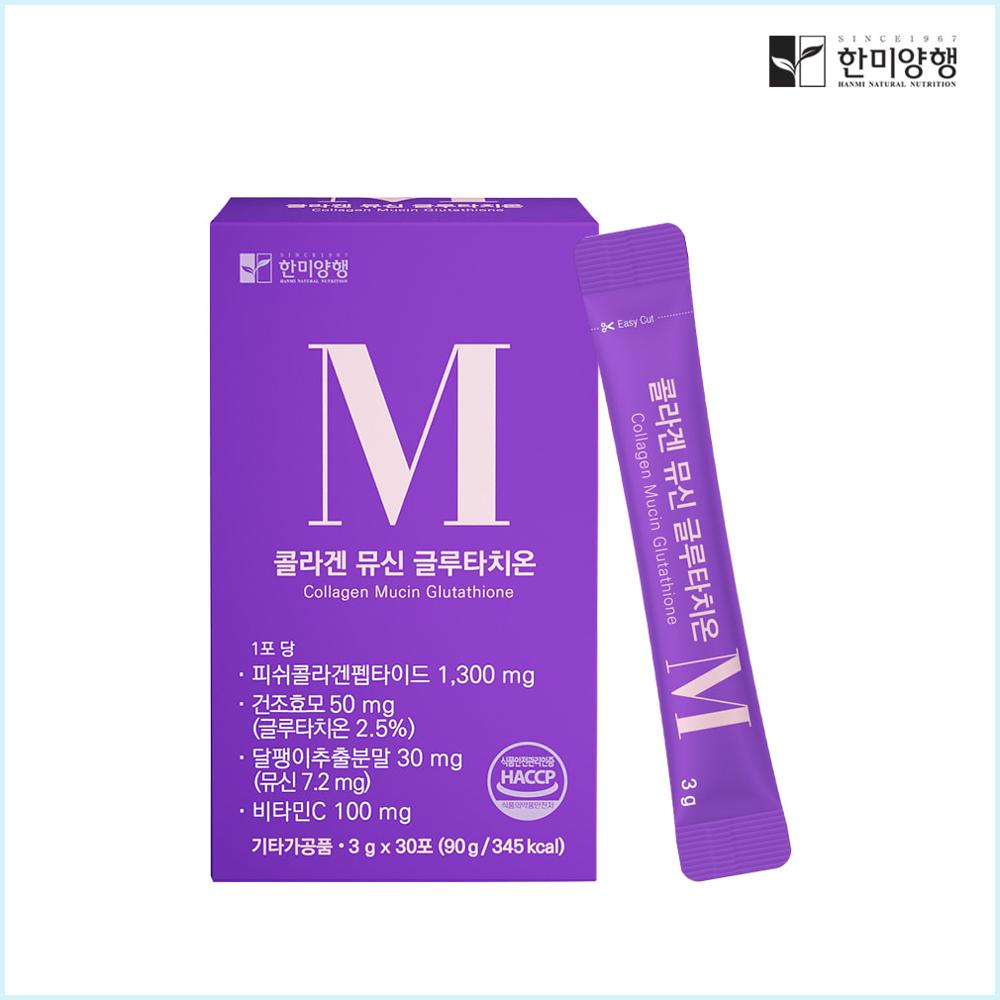 SINCE1967
한미양행
HANMI NATURAL NUTRITION
콜라겐 뮤신 글루타치온
Collagen Mucin Glutathione
SINCE1967
한미양행
HANMI NATURAL NUTRITION
M
콜라겐 뮤신 글루타치온
Collagen Mucin Glutathione
1포 당
· 피쉬콜라겐펩타이드 1,300 mg
· 건조효모 50 mg
(글루타치온 2.5%)
· 달팽이추출분말 30 mg
(뮤신 7.2 mg)
· 비타민C 100 mg
식품안전관리인증
HACCP
식품의약품안전처
기타가공품 • 3 g x 30포 (90 g / 345 kcal)
Easy Cut
콜라겐 뮤신 글루타치온
Collagen Mucin Glutathione
M
3 g